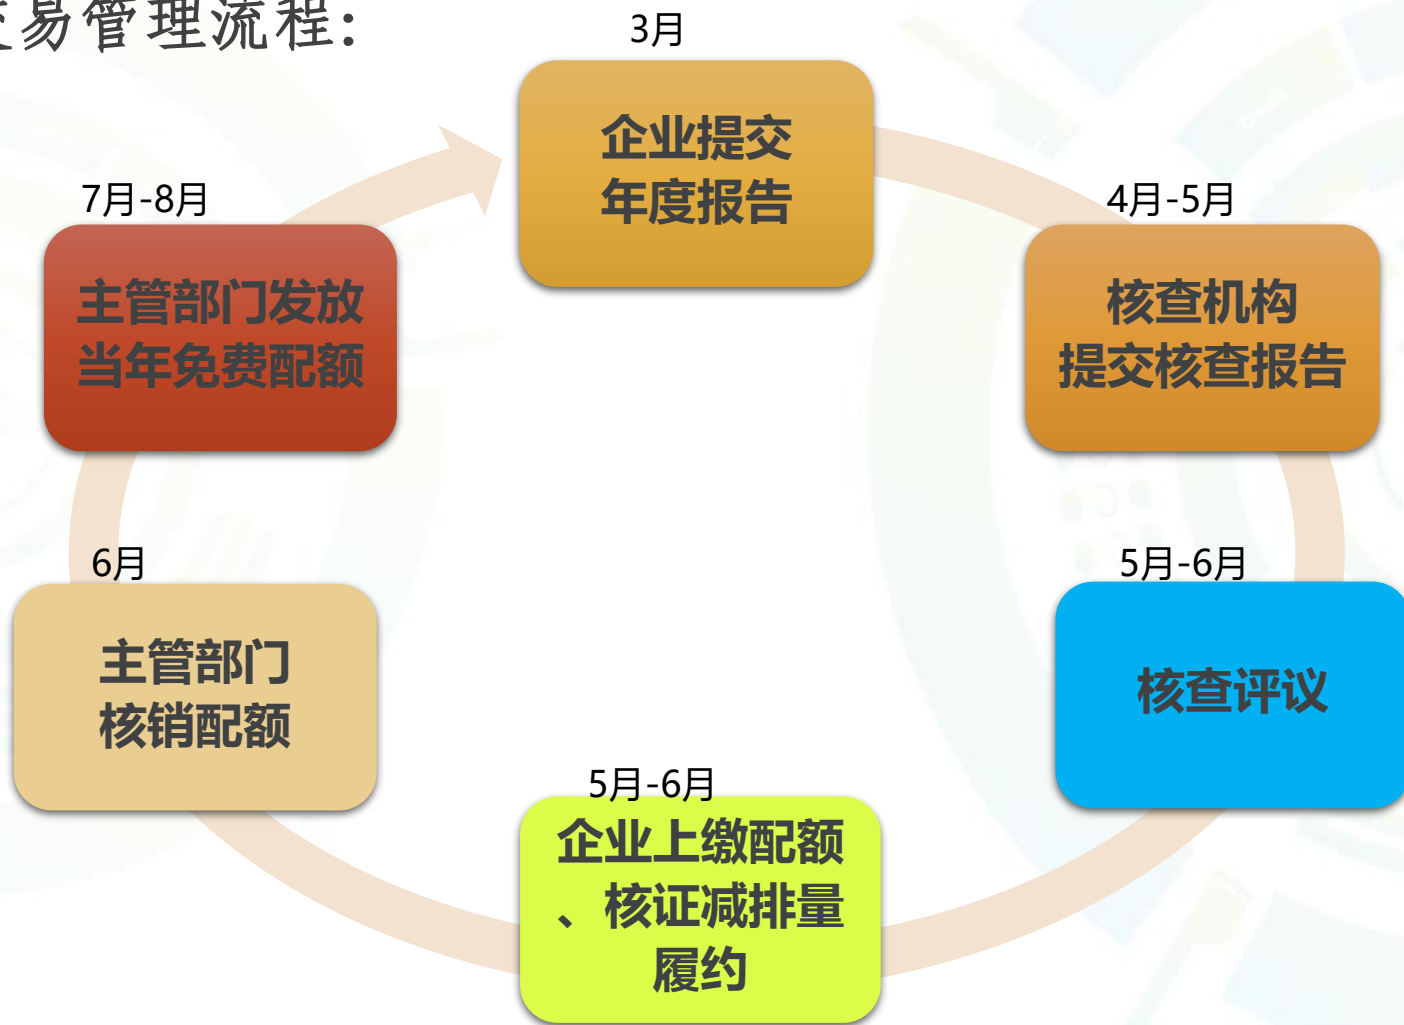 易管理流程：
3月
企业提交
年度报告
4月-5月
核查机构
提交核查报告
5月-6月
核查评议
5月-6月
企业上缴配额
、核证减排量
履约
6月
主管部门
核销配额
7月-8月
主管部门发放
当年免费配额